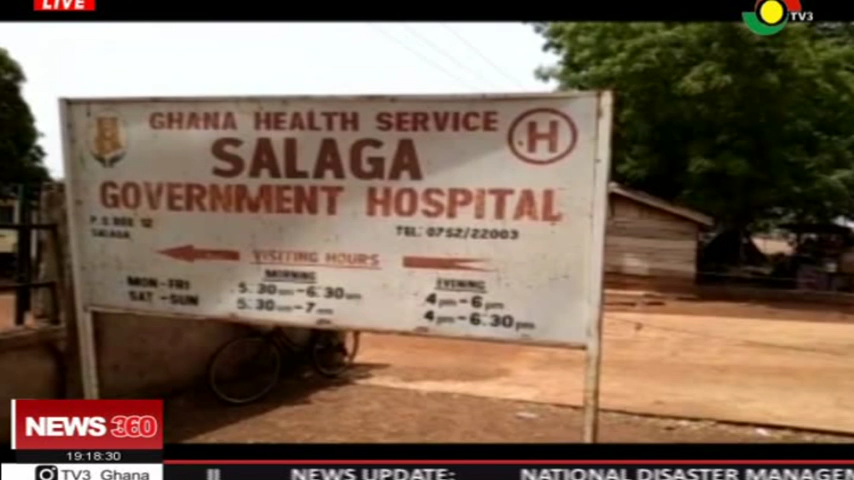 LIVE
TV3
GHANA HEALTH SERVICE
H
SALAGA
GOVERNMENT HOSPITAL
P. O. BOX 12
SALAGA
TEL: 0752/22003
VISITING HOURS
MORNING
EVENING
MON-FRI 5.30am-6.30am 4pm-6pm
SAT-SUN 5.30am-7am 4pm-6.30pm
NEWS 360
19:18:30
TV3_Ghana
NEWS UPDATE: NATIONAL DISASTER MANAGEM